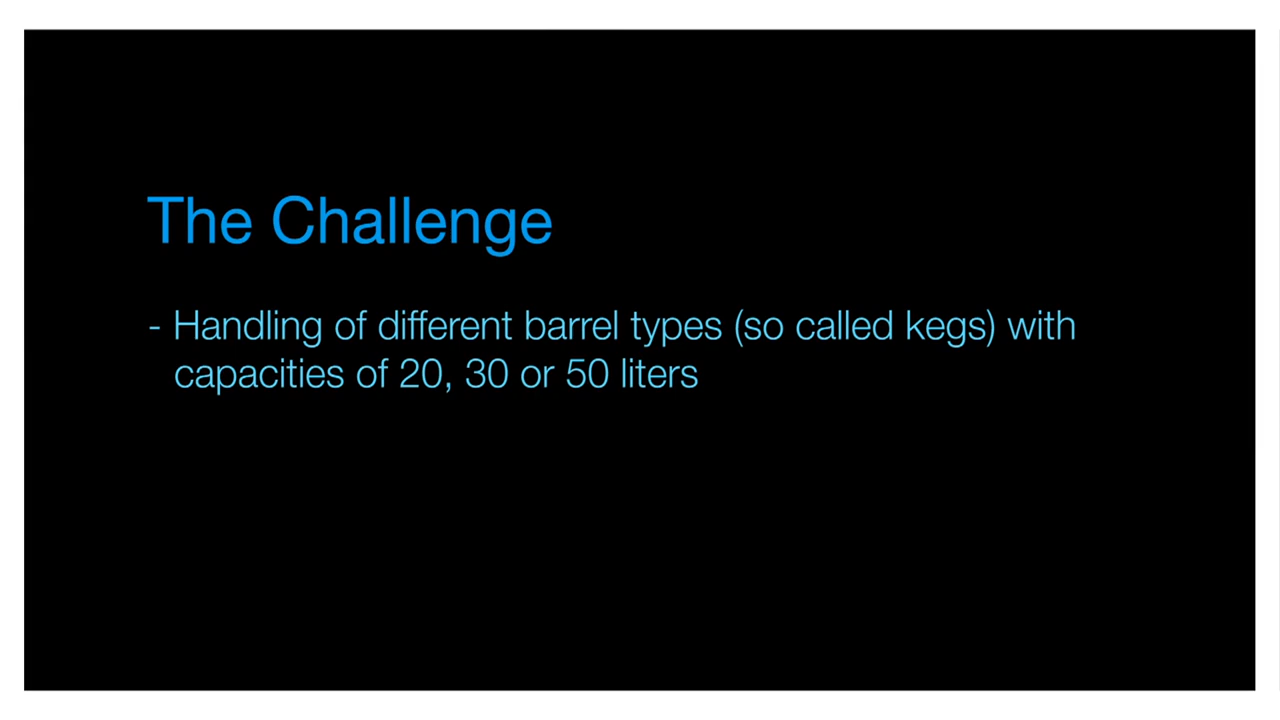 The Challenge
- Handling of different barrel types (so called kegs) with
capacities of 20, 30 or 50 liters